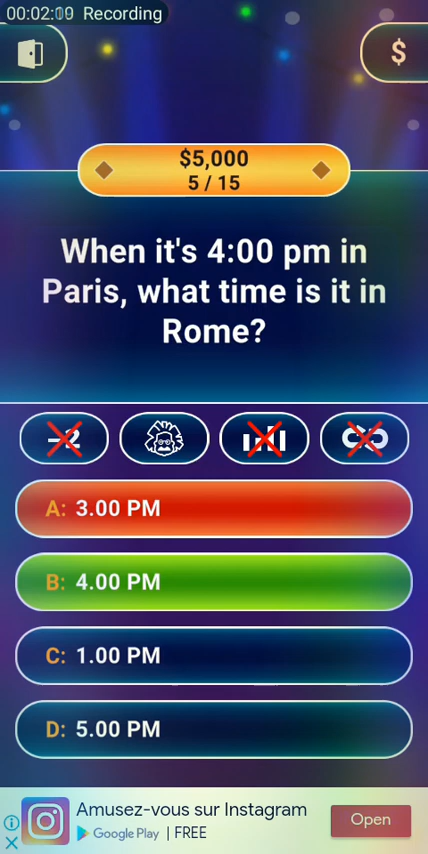 00:02:19 Recording
$
$5,000
5 / 15
When it's 4:00 pm in
Paris, what time is it in
Rome?
-2
A: 3.00 PM
B: 4.00 PM
C: 1.00 PM
D: 5.00 PM
Amusez-vous sur Instagram
Google Play | FREE
Open